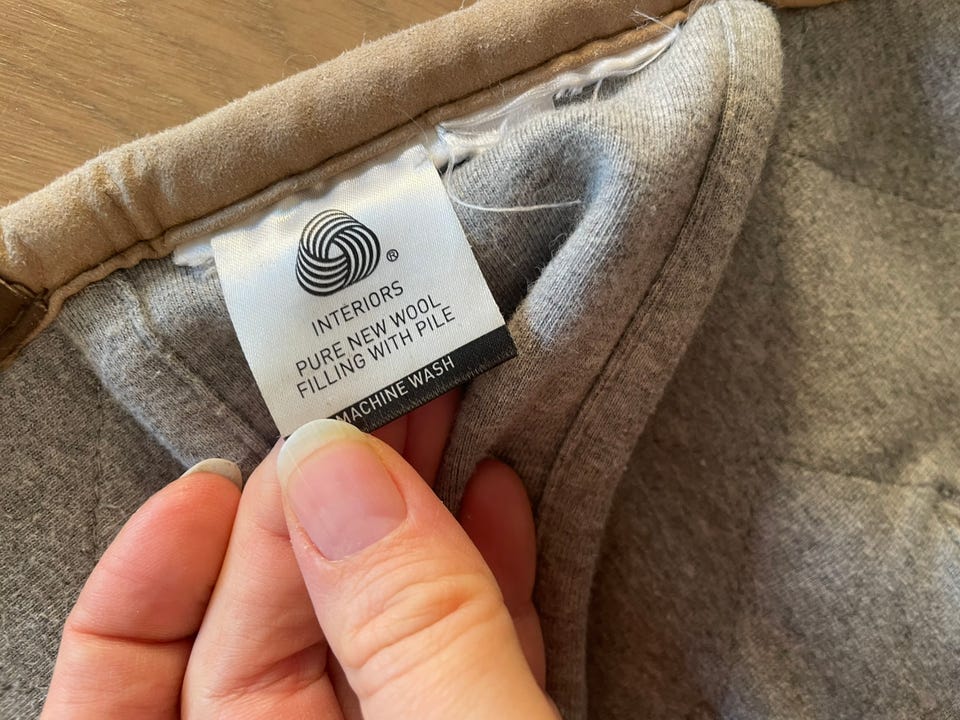 ®
INTERIORS
PURE NEW WOOL
FILLING WITH PILE
MACHINE WASH